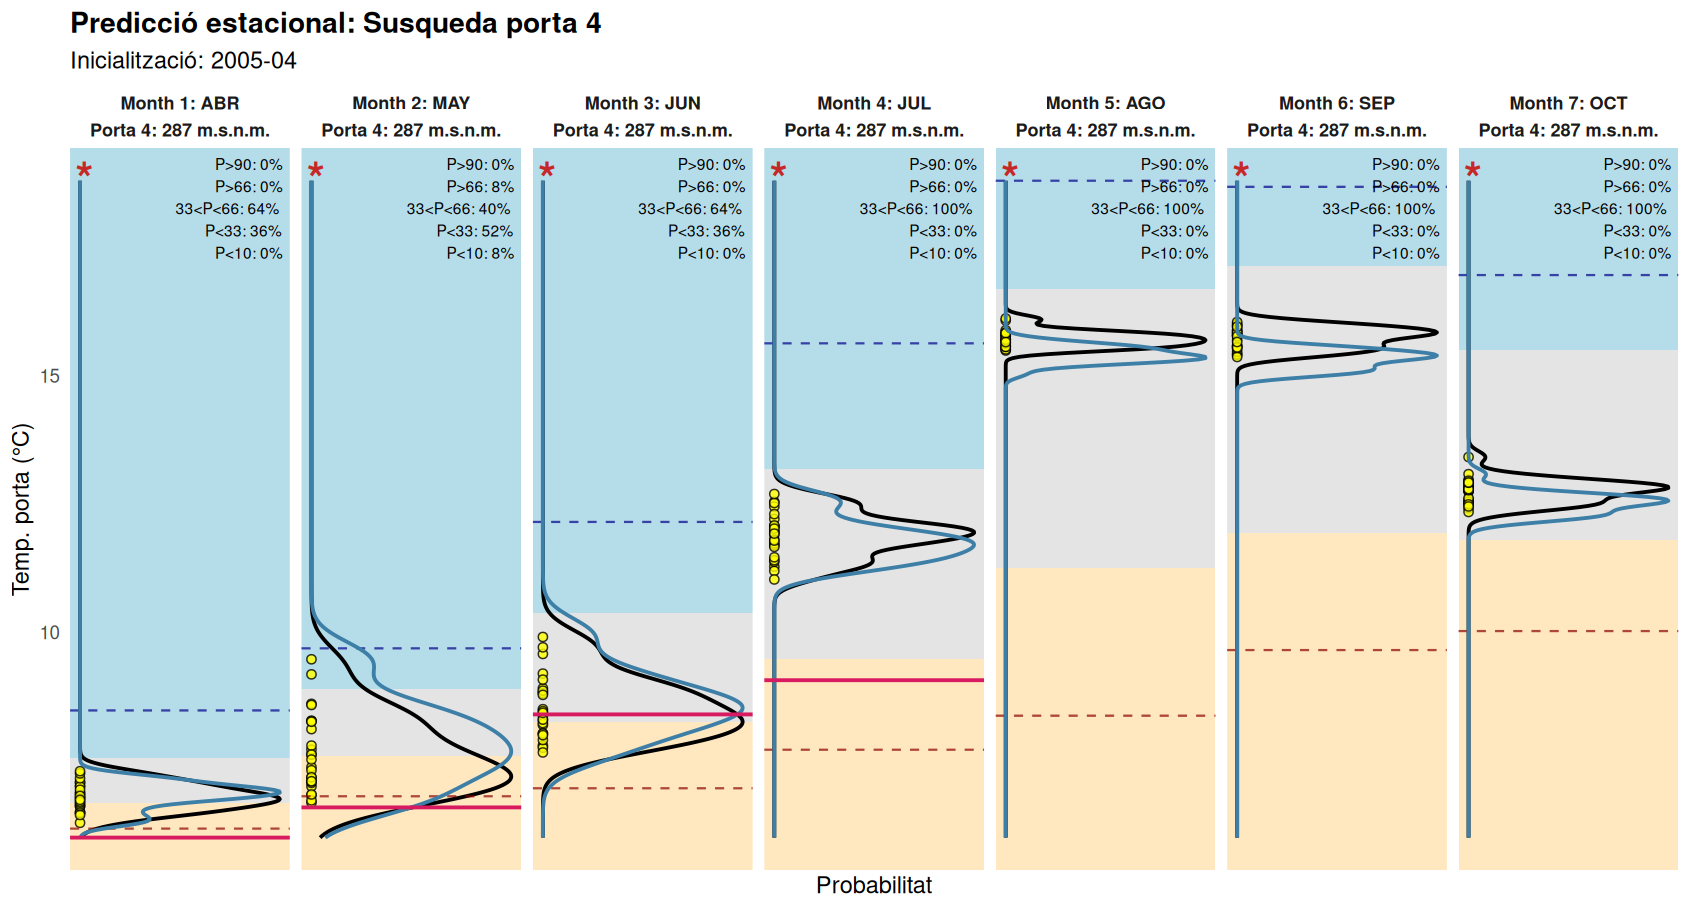 Predicció estacional: Susqueda porta 4
Inicialització: 2005-04
Month 1: ABR
Porta 4: 287 m.s.n.m.
Month 2: MAY
Porta 4: 287 m.s.n.m.
Month 3: JUN
Porta 4: 287 m.s.n.m.
Month 4: JUL
Porta 4: 287 m.s.n.m.
Month 5: AGO
Porta 4: 287 m.s.n.m.
Month 6: SEP
Porta 4: 287 m.s.n.m.
Month 7: OCT
Porta 4: 287 m.s.n.m.
*
P>90: 0%
P>66: 0%
33<P<66: 64%
P<33: 36%
P<10: 0%
*
P>90: 0%
P>66: 8%
33<P<66: 40%
P<33: 52%
P<10: 8%
*
P>90: 0%
P>66: 0%
33<P<66: 64%
P<33: 36%
P<10: 0%
*
P>90: 0%
P>66: 0%
33<P<66: 100%
P<33: 0%
P<10: 0%
*
P>90: 0%
P>66: 0%
33<P<66: 100%
P<33: 0%
P<10: 0%
*
P>90: 0%
P>66: 0%
33<P<66: 100%
P<33: 0%
P<10: 0%
*
P>90: 0%
P>66: 0%
33<P<66: 100%
P<33: 0%
P<10: 0%
15
10
Temp. porta (°C)
Probabilitat